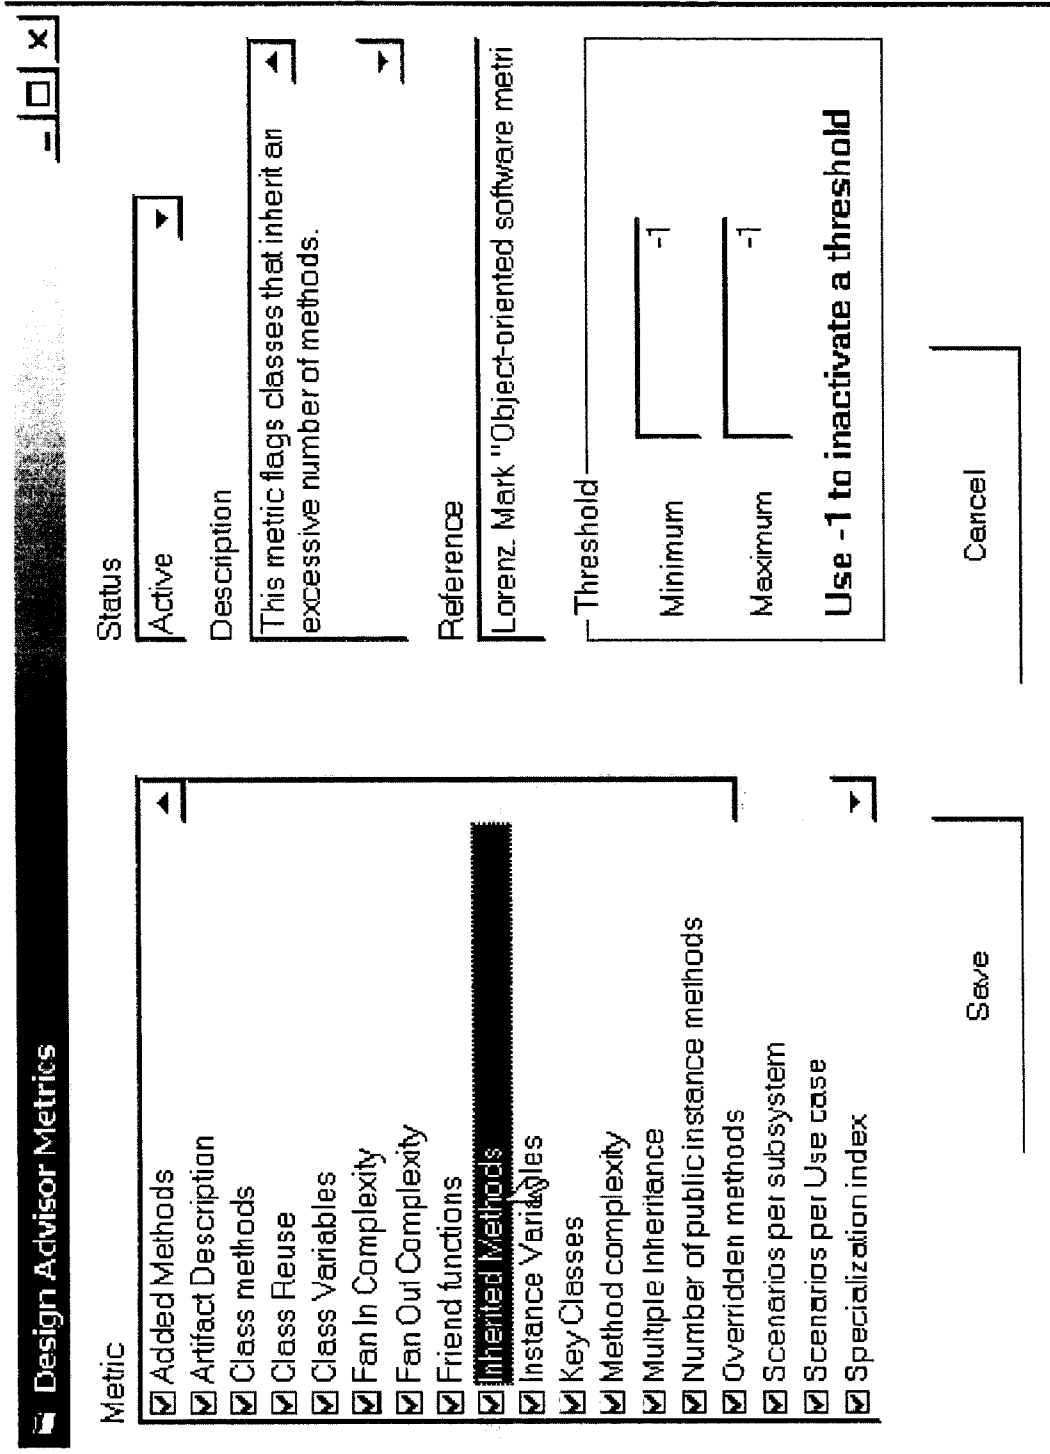 Design Advisor Metrics
Metric
Added Methods
Artifact Description
Class methods
Class Reuse
Class Variables
Fan In Complexity
Fan Out Complexity
Friend functions
Inherited Methods
Instance Variables
Key Classes
Method complexity
Multiple Inheritance
Number of public instance methods
Overridden methods
Scenarios per subsystem
Scenarios per Use case
Specialization index
Status
Active
Description
This metric flags classes that inherit an
excessive number of methods.
Reference
Lorenz. Mark "Object-oriented software metri
Threshold
Minimum -1
Maximum -1
Use -1 to inactivate a threshold
Save
Cancel